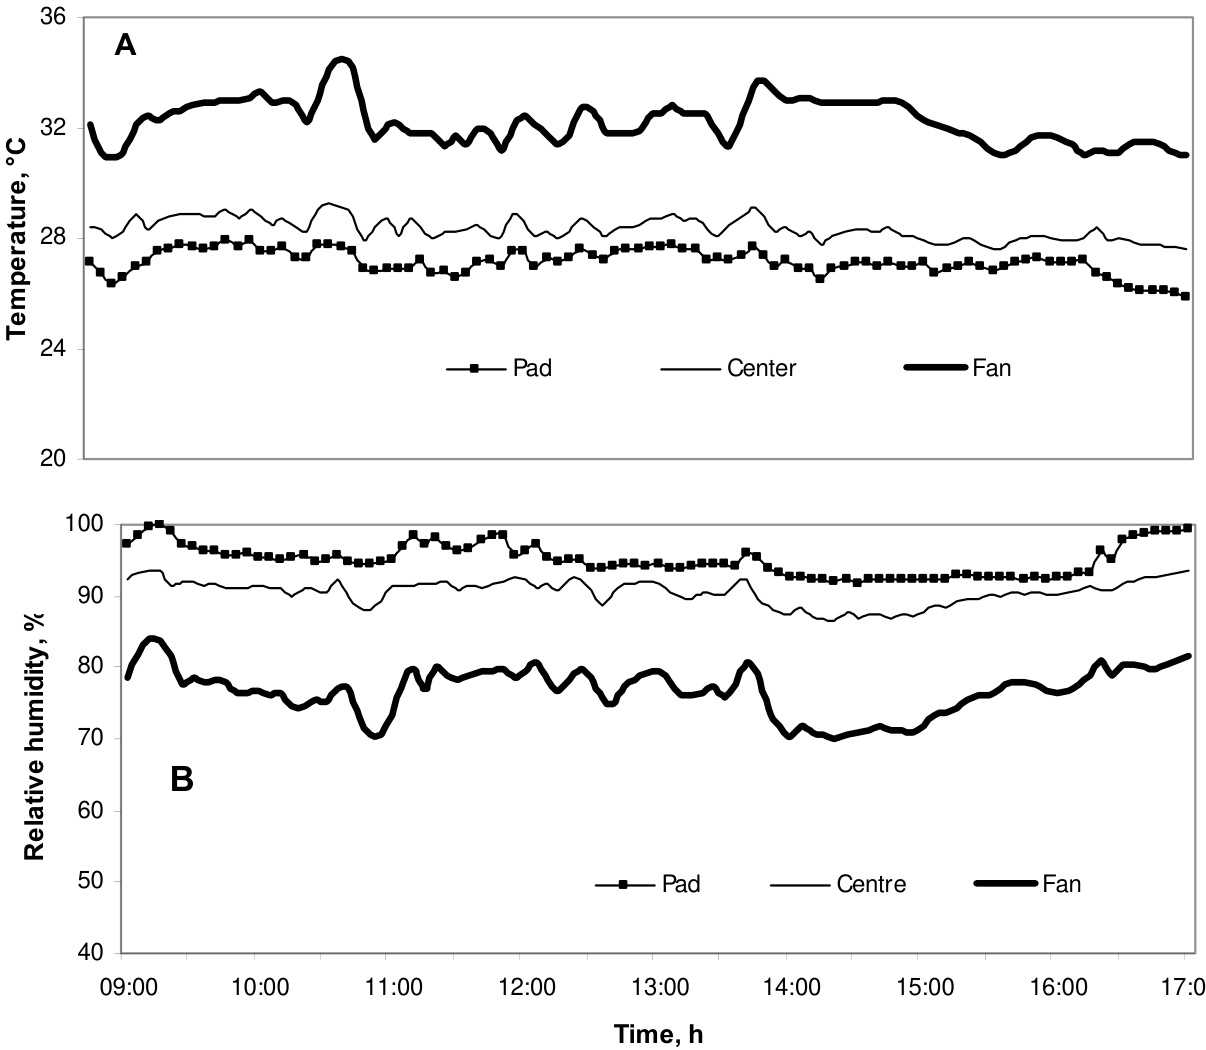 36
A
32
28
24
20
Temperature, °C
Pad Center Fan
100
90
80
70
60
50
40
Relative humidity, %
B
Pad Centre Fan
09:00 10:00 11:00 12:00 13:00 14:00 15:00 16:00 17:0
Time, h